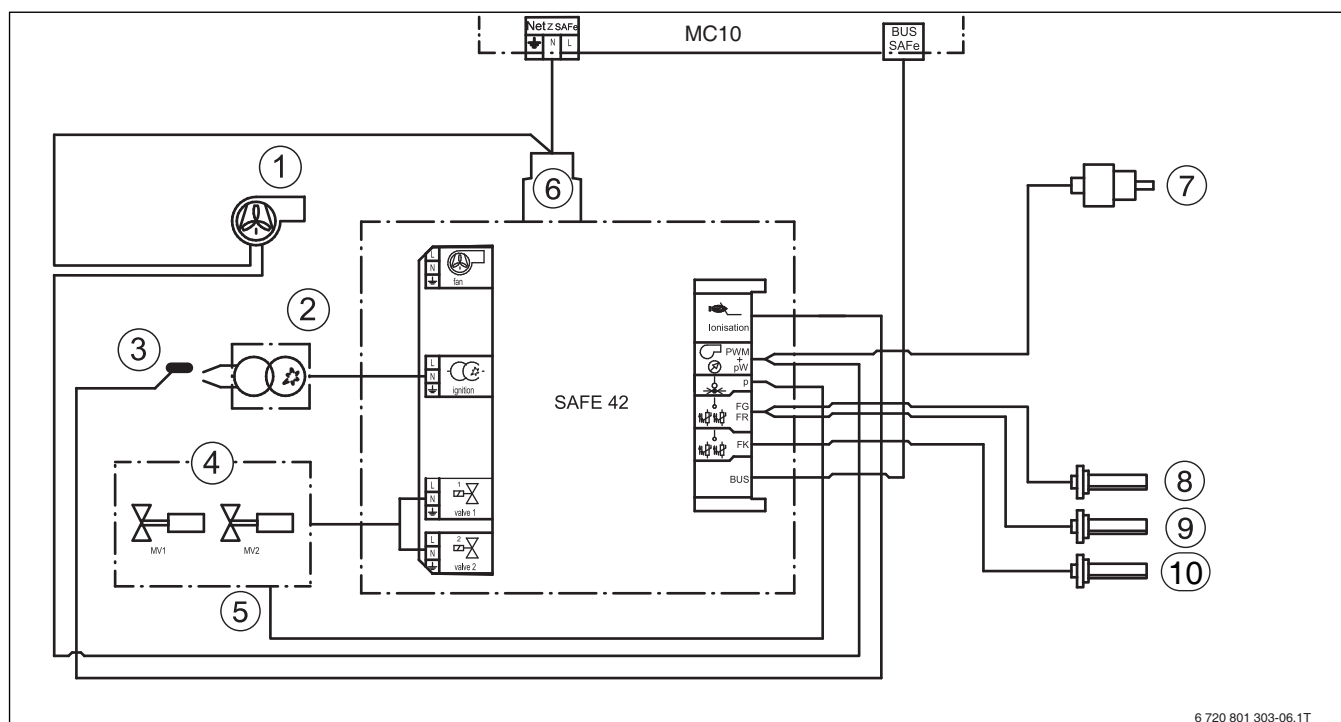 Netz SAFe
N L
MC10
BUS
SAFe
1
6
7
L
N
fan
Ionisation
2
3
PWM
+
pW
p
L
N
ignition
SAFE 42
FG
FR
FK
BUS
4
MV1
MV2
L
N
1
valve 1
L
N
2
valve 2
5
8
9
10
6 720 801 303-06.1T